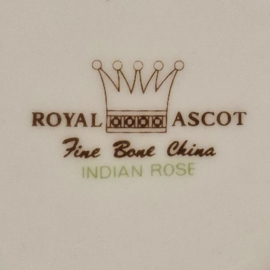 ROYAL ASCOT
Fine Bone China
INDIAN ROSE